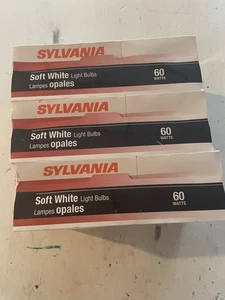 SYLVANIA
Soft White Light Bulbs
Lampes opales
60
WATTS
SYLVANIA
Soft White Light Bulbs
Lampes opales
60
WATTS
SYLVANIA
Soft White Light Bulbs
Lampes opales
60
WATTS